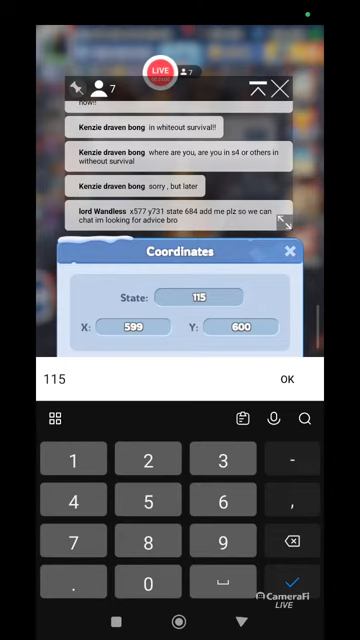 LIVE
7
7
now!!
Kenzie draven bong in whiteout survival!!
Kenzie draven bong where are you, are you in s4 or others in
witheout survival
Kenzie draven bong sorry , but later
lord Wandless x577 y731 state 684 add me plz so we can
chat im looking for advice bro
Coordinates
State: 115
X: 599 Y: 600
115 OK
1 2 3 -
4 5 6 ,
7 8 9
. 0
CameraFi
LIVE